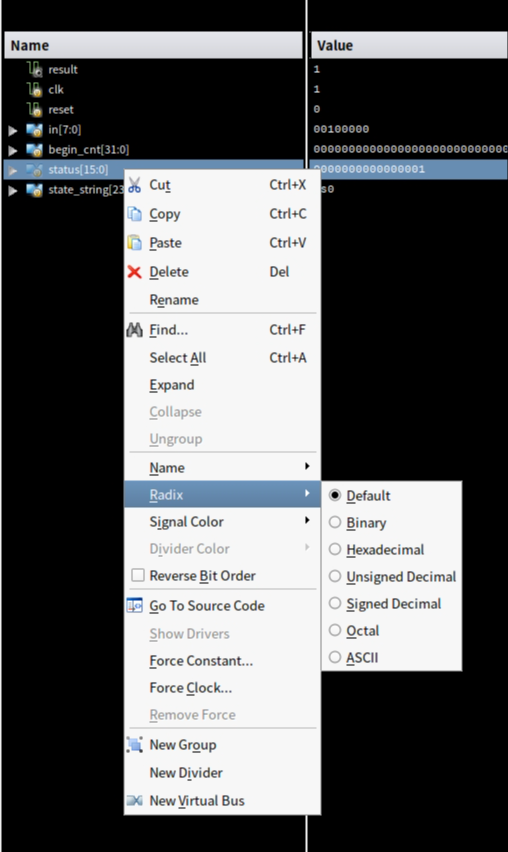 Name Value
result 1
clk 1
reset 0
in[7:0] 00100000
begin_cnt[31:0]
status[15:0] 0000000000000001
state_string[23 s0
Cut Ctrl+X
Copy Ctrl+C
Paste Ctrl+V
Delete Del
Rename
Find... Ctrl+F
Select All Ctrl+A
Expand
Collapse
Ungroup
Name
Radix
Default
Signal Color
Binary
Divider Color
Hexadecimal
Reverse Bit Order
Unsigned Decimal
Go To Source Code
Signed Decimal
Show Drivers
Octal
Force Constant...
ASCII
Force Clock...
Remove Force
New Group
New Divider
New Virtual Bus